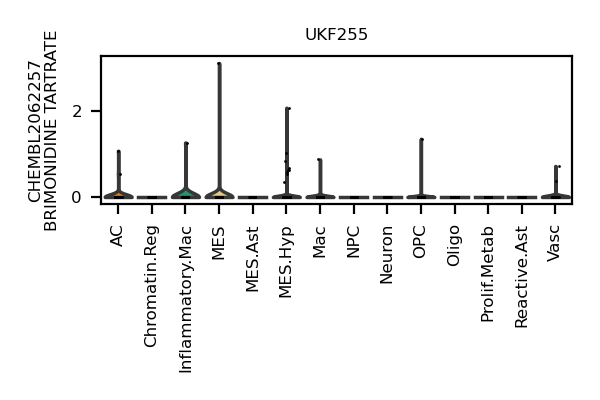 UKF255
CHEMBL2062257
BRIMONIDINE TARTRATE
2
0
AC
Chromatin.Reg
Inflammatory.Mac
MES
MES.Ast
MES.Hyp
Mac
NPC
Neuron
OPC
Oligo
Prolif.Metab
Reactive.Ast
Vasc